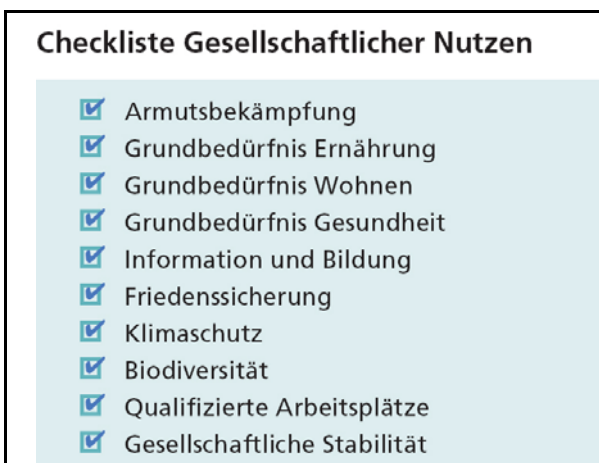 Checkliste Gesellschaftlicher Nutzen
Armutsbekämpfung
Grundbedürfnis Ernährung
Grundbedürfnis Wohnen
Grundbedürfnis Gesundheit
Information und Bildung
Friedenssicherung
Klimaschutz
Biodiversität
Qualifizierte Arbeitsplätze
Gesellschaftliche Stabilität